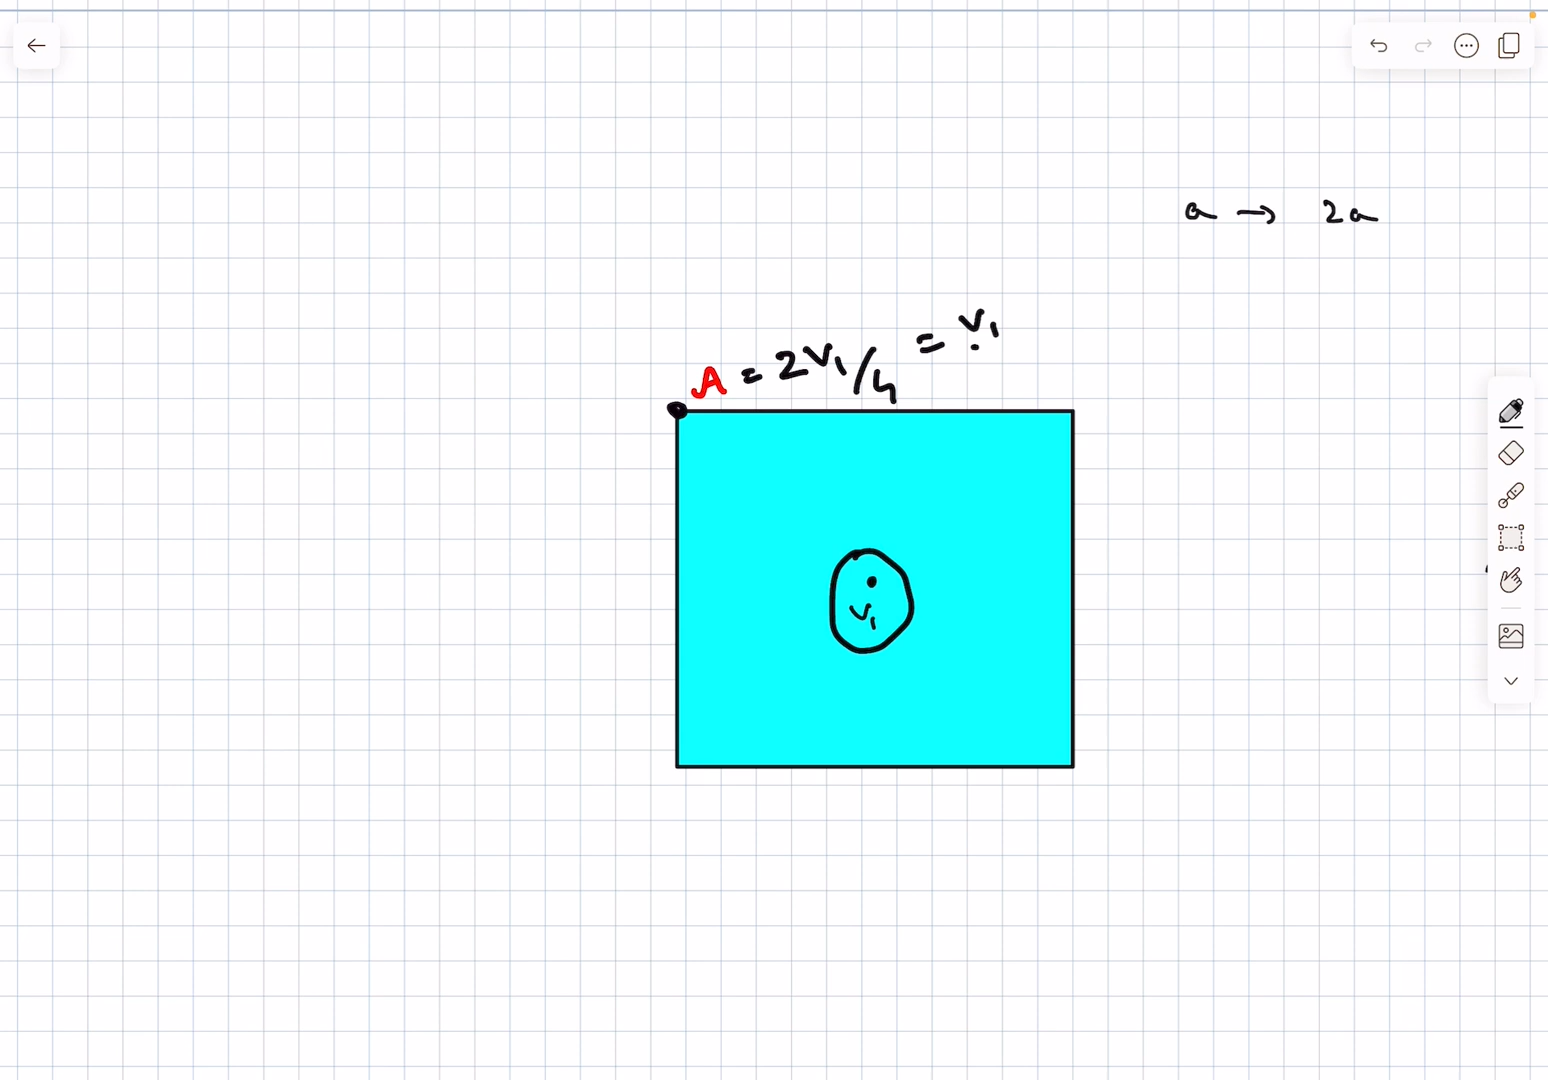 a → 2a
A = 2V₁/4 = V₁
V₁